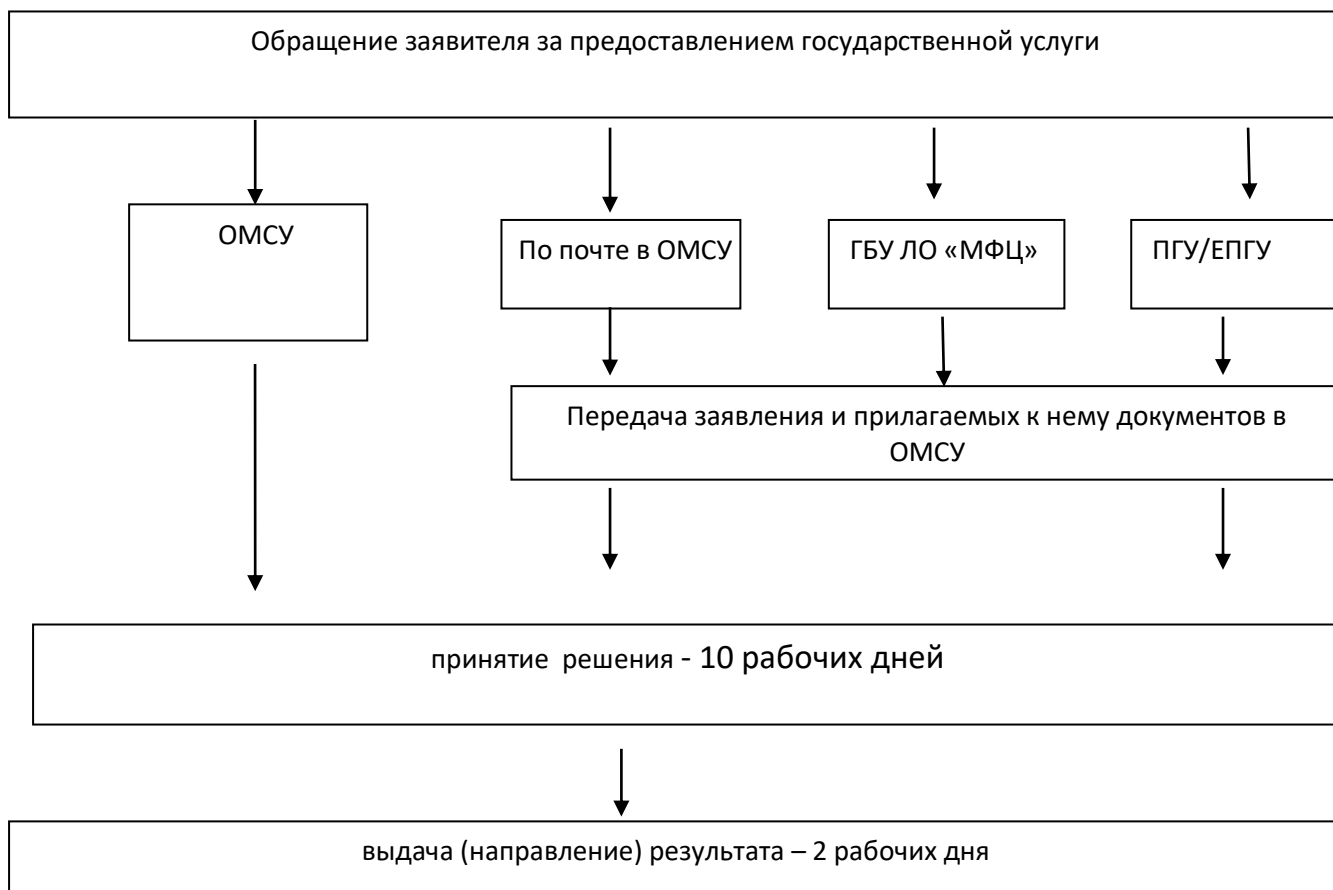 Обращение заявителя за предоставлением государственной услуги
ОМСУ
По почте в ОМСУ
ГБУ ЛО «МФЦ»
ПГУ/ЕПГУ
Передача заявления и прилагаемых к нему документов в
ОМСУ
принятие решения - 10 рабочих дней
выдача (направление) результата – 2 рабочих дня